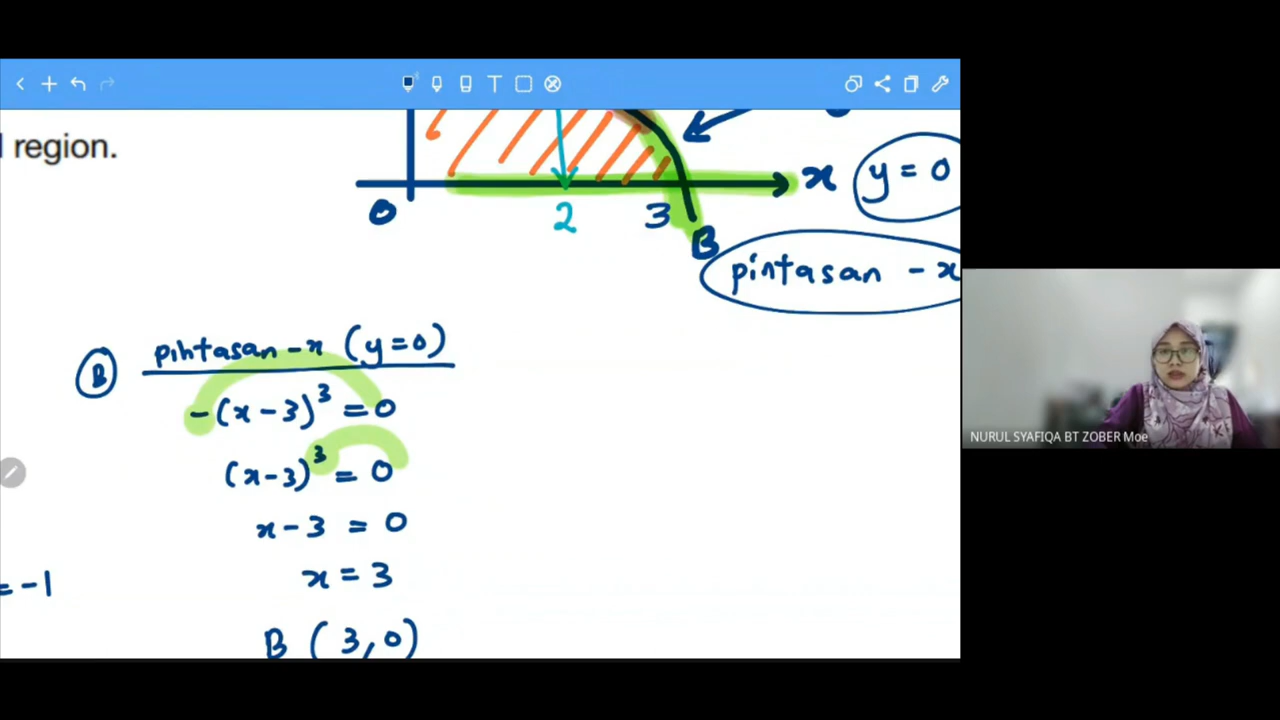 region.
0
2
3
x
y = 0
B
pintasan - x
B pintasan - x (y=0)
-(x-3)³ = 0
(x-3)³ = 0
x - 3 = 0
x = 3
= -1
B (3,0)
NURUL SYAFIQA BT ZOBER Moe